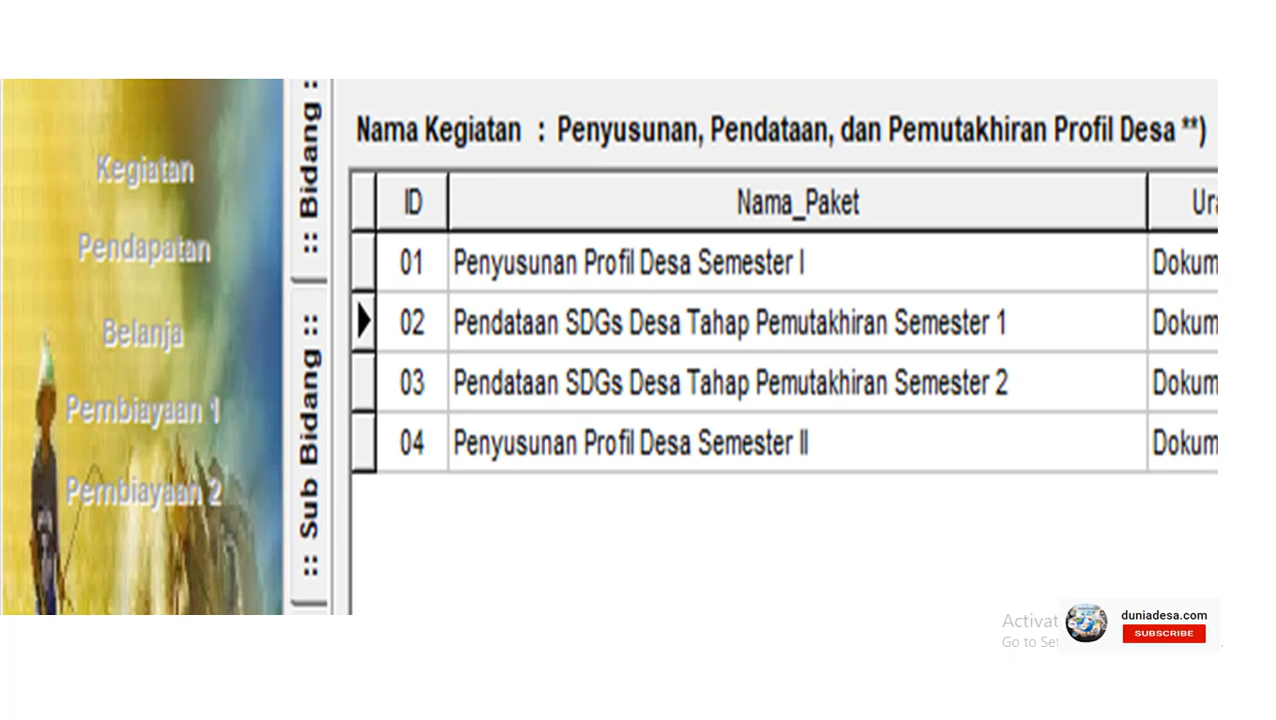 Kegiatan
Pendapatan
Belanja
Pembiayaan 1
Pembiayaan 2
:: Bidang :
:: Sub Bidang ::
Nama Kegiatan : Penyusunan, Pendataan, dan Pemutakhiran Profil Desa **)
ID Nama_Paket
01 Penyusunan Profil Desa Semester I
02 Pendataan SDGs Desa Tahap Pemutakhiran Semester 1
03 Pendataan SDGs Desa Tahap Pemutakhiran Semester 2
04 Penyusunan Profil Desa Semester II
Go to
duniadesa.com
SUBSCRIBE